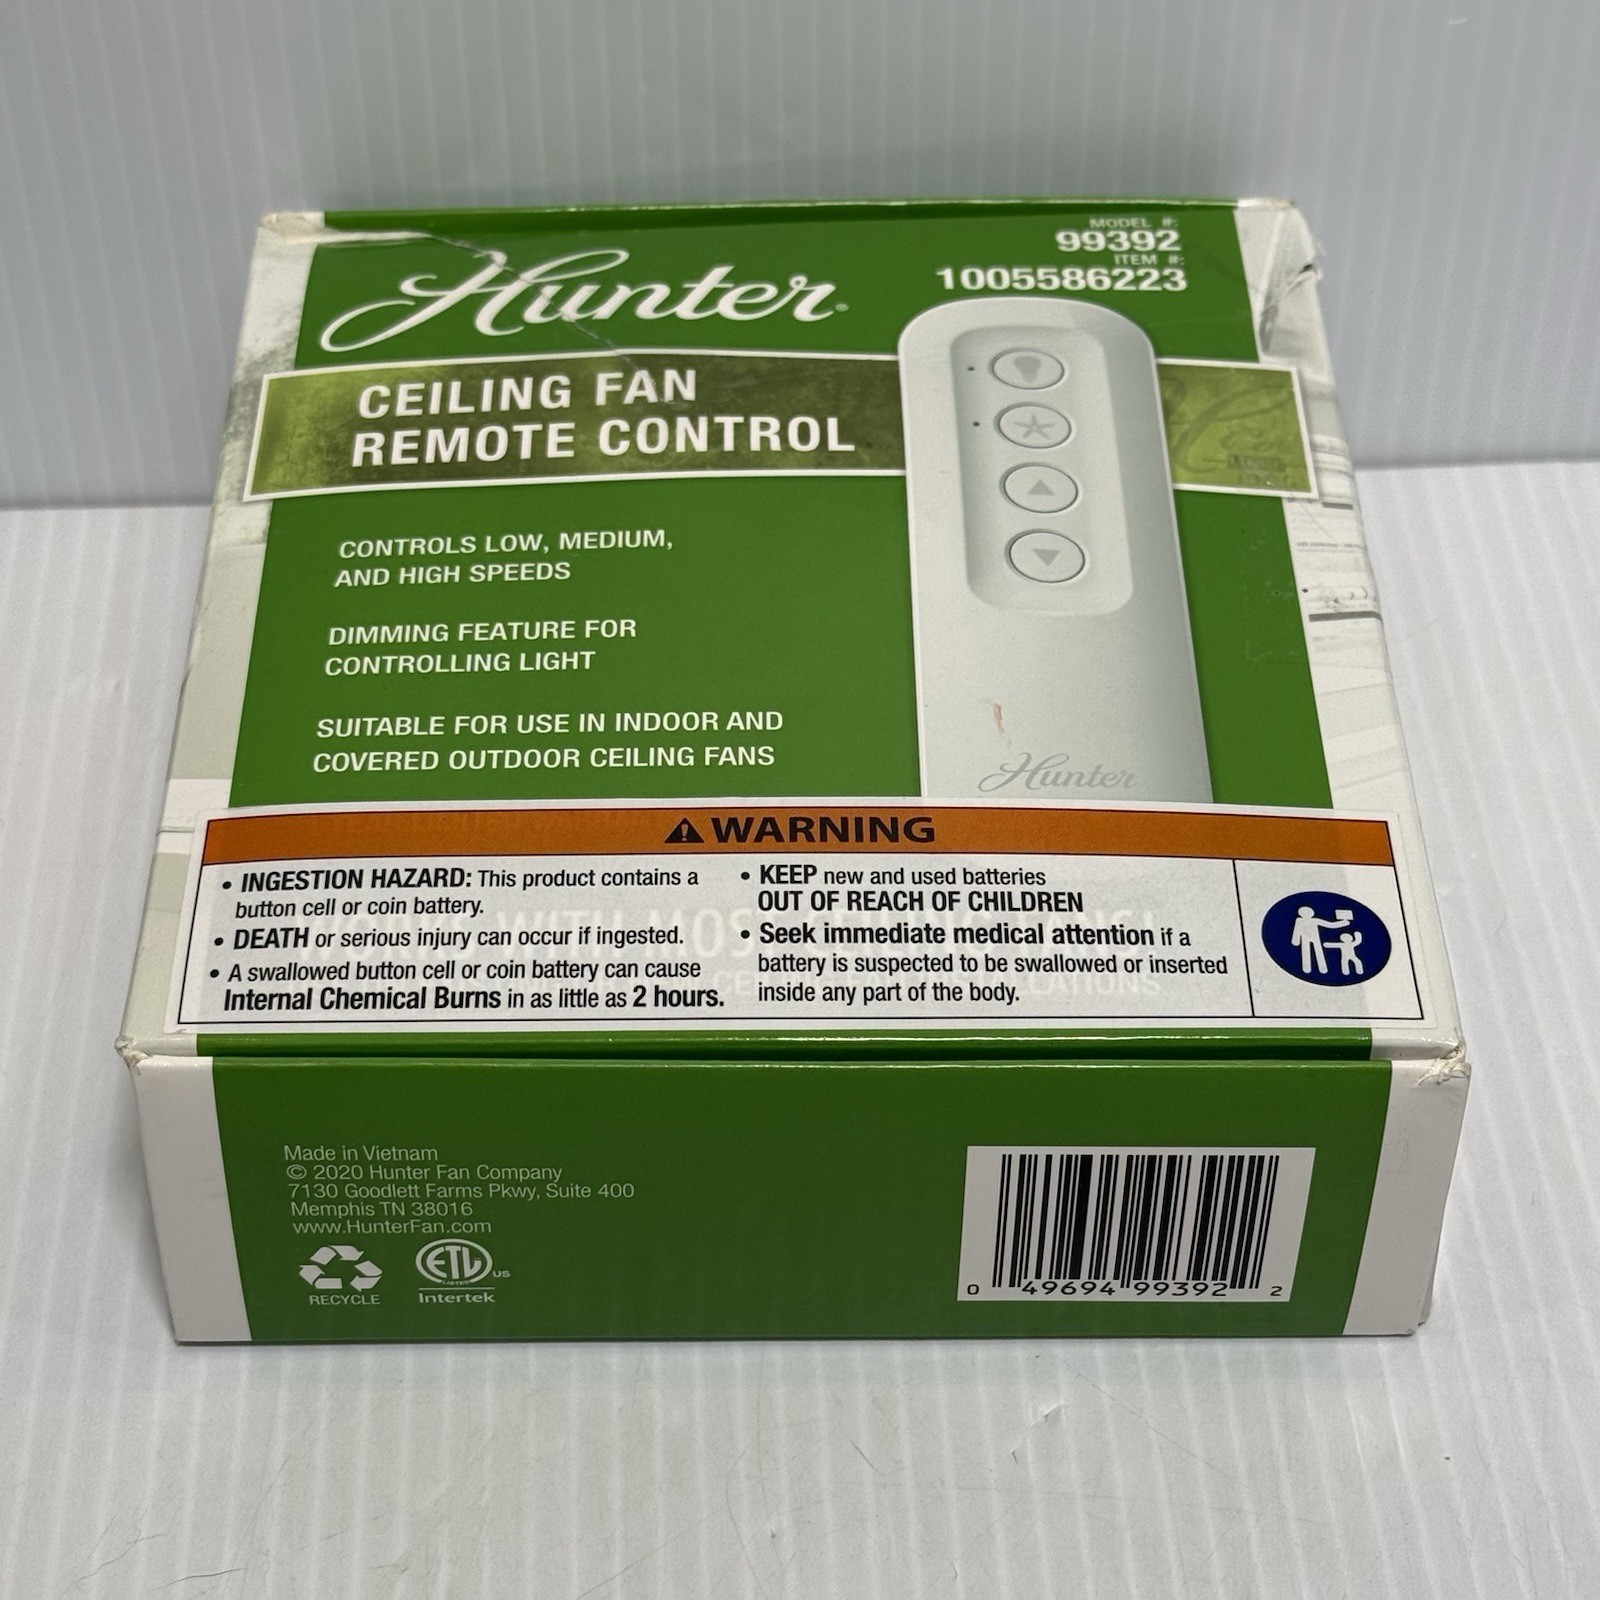 Hunter®
MODEL #:
99392
ITEM #:
1005586223
CEILING FAN
REMOTE CONTROL
CONTROLS LOW, MEDIUM,
AND HIGH SPEEDS
DIMMING FEATURE FOR
CONTROLLING LIGHT
SUITABLE FOR USE IN INDOOR AND
COVERED OUTDOOR CEILING FANS
Hunter
WARNING
• INGESTION HAZARD: This product contains a
button cell or coin battery.
• DEATH or serious injury can occur if ingested.
• A swallowed button cell or coin battery can cause
Internal Chemical Burns in as little as 2 hours.
• KEEP new and used batteries
OUT OF REACH OF CHILDREN
• Seek immediate medical attention if a
battery is suspected to be swallowed or inserted
inside any part of the body.
WITH MOST
Made in Vietnam
© 2020 Hunter Fan Company
7130 Goodlett Farms Pkwy, Suite 400
Memphis TN 38016
www.HunterFan.com
RECYCLE
ETL
LISTED
US
Intertek
0 49694 99392 2